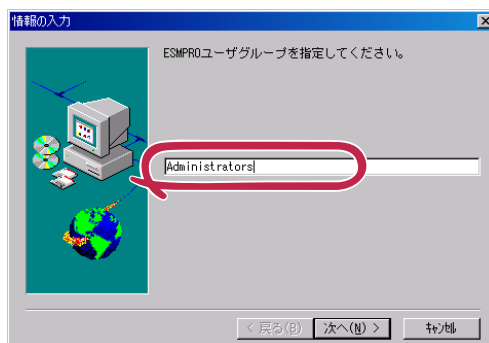 情報の入力
ESMPROユーザグループを指定してください。
Administrators
< 戻る(B)
次へ(N) >
キャンセル